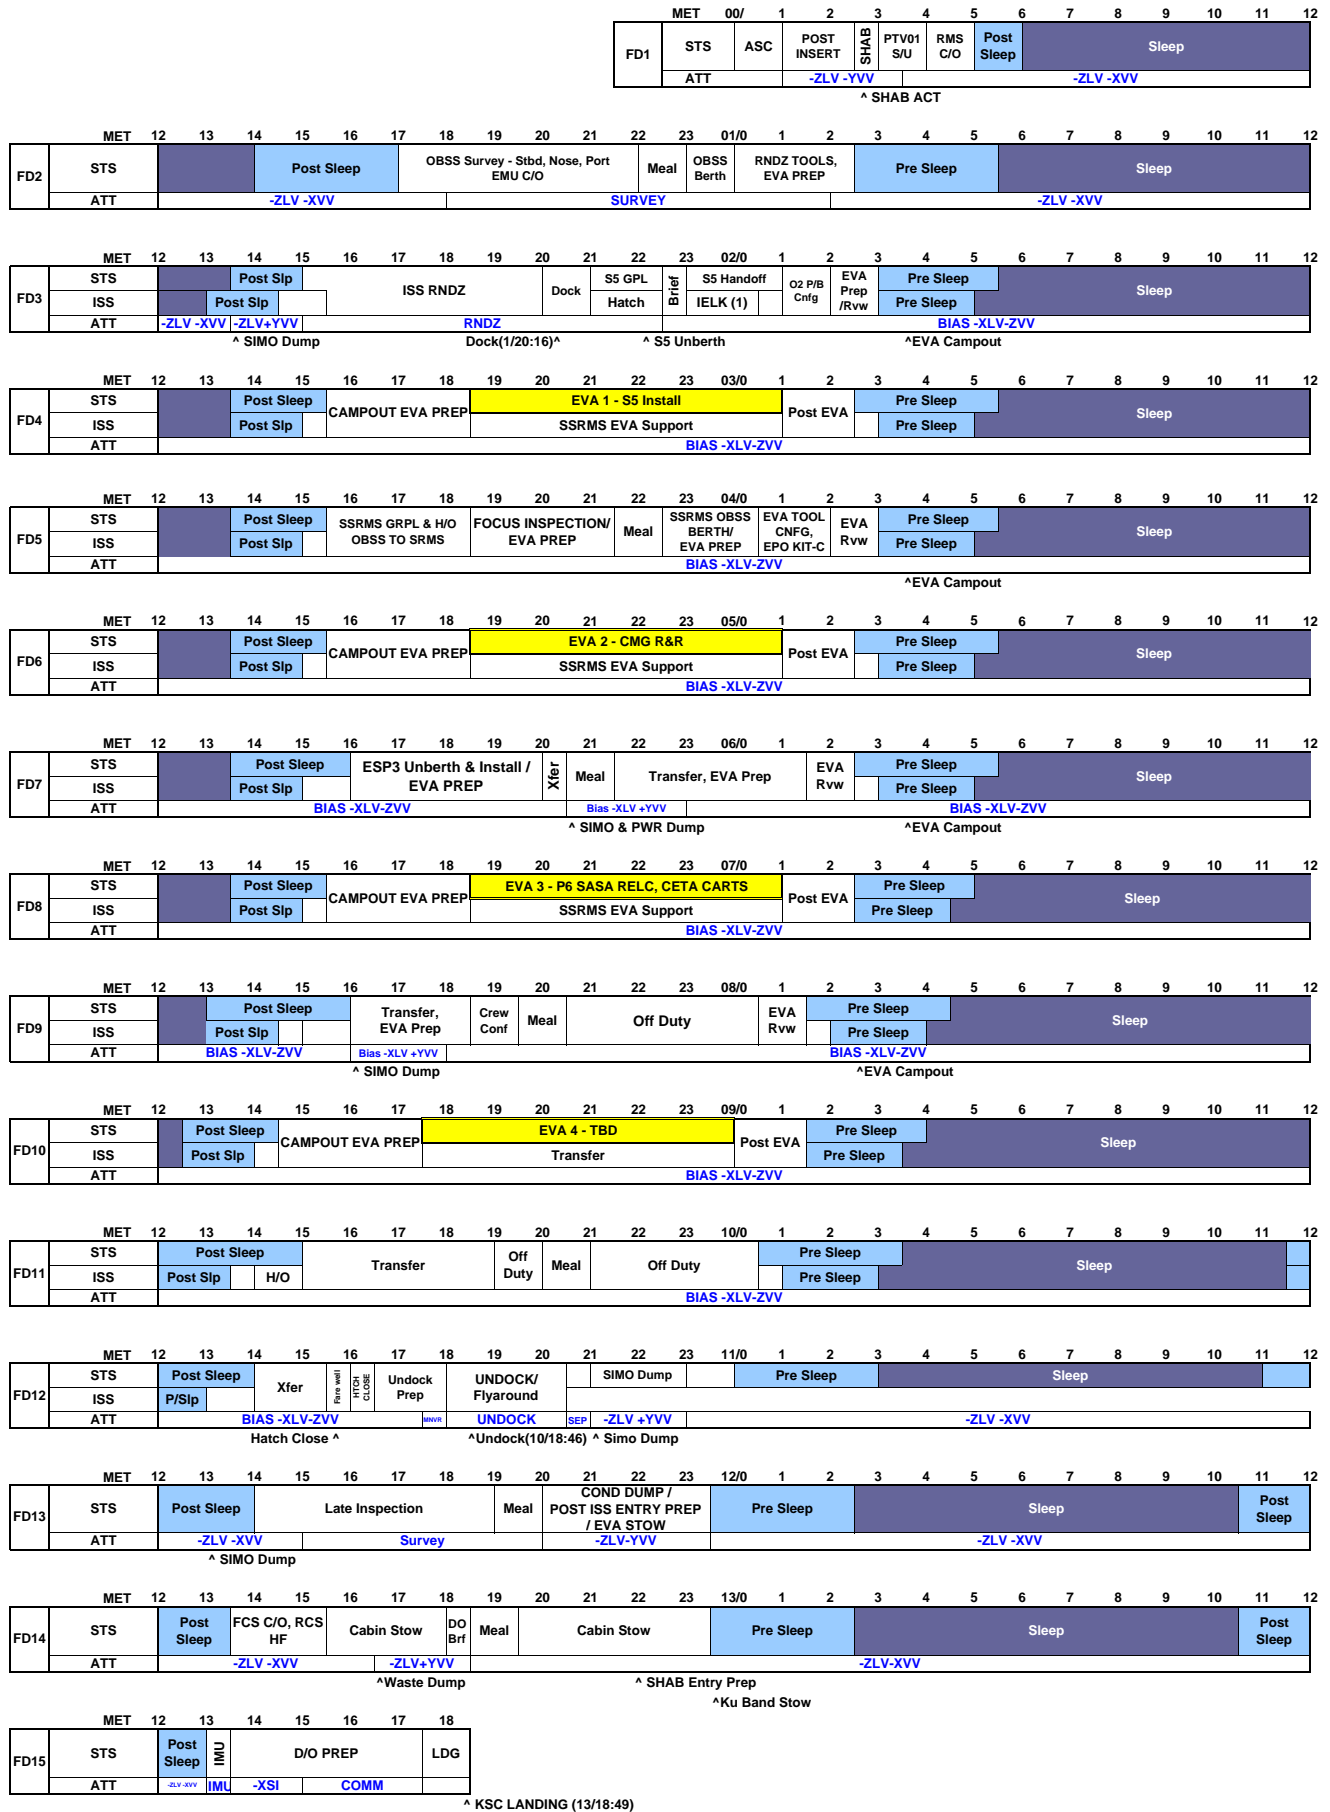 MET 00/ 1 2 3 4 5 6 7 8 9 10 11 12
FD1 STS ASC POST INSERT SHAB PTV01 S/U RMS C/O Post Sleep Sleep
ATT -ZLV -YVV -ZLV -XVV
^ SHAB ACT
MET 12 13 14 15 16 17 18 19 20 21 22 23 01/0 1 2 3 4 5 6 7 8 9 10 11 12
FD2 STS Post Sleep OBSS Survey - Stbd, Nose, Port EMU C/O Meal OBSS Berth RNDZ TOOLS, EVA PREP Pre Sleep Sleep
ATT -ZLV -XVV SURVEY -ZLV -XVV
MET 12 13 14 15 16 17 18 19 20 21 22 23 02/0 1 2 3 4 5 6 7 8 9 10 11 12
FD3 STS Post Slp ISS RNDZ Dock S5 GPL Brief S5 Handoff O2 P/B Cnfg EVA Prep /Rvw Pre Sleep Sleep
ISS Post Slp Hatch IELK (1) Pre Sleep
ATT -ZLV -XVV -ZLV+YVV RNDZ BIAS -XLV-ZVV
^ SIMO Dump Dock(1/20:16)^ ^ S5 Unberth ^EVA Campout
MET 12 13 14 15 16 17 18 19 20 21 22 23 03/0 1 2 3 4 5 6 7 8 9 10 11 12
FD4 STS Post Sleep CAMPOUT EVA PREP EVA 1 - S5 Install Post EVA Pre Sleep Sleep
ISS Post Slp SSRMS EVA Support Pre Sleep
ATT BIAS -XLV-ZVV
MET 12 13 14 15 16 17 18 19 20 21 22 23 04/0 1 2 3 4 5 6 7 8 9 10 11 12
FD5 STS Post Sleep SSRMS GRPL & H/O OBSS TO SRMS FOCUS INSPECTION/ EVA PREP Meal SSRMS OBSS BERTH/ EVA PREP EVA TOOL CNFG, EPO KIT-C EVA Rvw Pre Sleep Sleep
ISS Post Slp Pre Sleep
ATT BIAS -XLV-ZVV
^EVA Campout
MET 12 13 14 15 16 17 18 19 20 21 22 23 05/0 1 2 3 4 5 6 7 8 9 10 11 12
FD6 STS Post Sleep CAMPOUT EVA PREP EVA 2 - CMG R&R Post EVA Pre Sleep Sleep
ISS Post Slp SSRMS EVA Support Pre Sleep
ATT BIAS -XLV-ZVV
MET 12 13 14 15 16 17 18 19 20 21 22 23 06/0 1 2 3 4 5 6 7 8 9 10 11 12
FD7 STS Post Sleep ESP3 Unberth & Install / EVA PREP Xfer Meal Transfer, EVA Prep EVA Rvw Pre Sleep Sleep
ISS Post Slp Pre Sleep
ATT BIAS -XLV-ZVV Bias -XLV +YVV BIAS -XLV-ZVV
^ SIMO & PWR Dump ^EVA Campout
MET 12 13 14 15 16 17 18 19 20 21 22 23 07/0 1 2 3 4 5 6 7 8 9 10 11 12
FD8 STS Post Sleep CAMPOUT EVA PREP EVA 3 - P6 SASA RELC, CETA CARTS Post EVA Pre Sleep Sleep
ISS Post Slp SSRMS EVA Support Pre Sleep
ATT BIAS -XLV-ZVV
MET 12 13 14 15 16 17 18 19 20 21 22 23 08/0 1 2 3 4 5 6 7 8 9 10 11 12
FD9 STS Post Sleep Transfer, EVA Prep Crew Conf Meal Off Duty EVA Rvw Pre Sleep Sleep
ISS Post Slp Pre Sleep
ATT BIAS -XLV-ZVV Bias -XLV +YVV BIAS -XLV-ZVV
^ SIMO Dump ^EVA Campout
MET 12 13 14 15 16 17 18 19 20 21 22 23 09/0 1 2 3 4 5 6 7 8 9 10 11 12
FD10 STS Post Sleep CAMPOUT EVA PREP EVA 4 - TBD Post EVA Pre Sleep Sleep
ISS Post Slp Transfer Pre Sleep
ATT BIAS -XLV-ZVV
MET 12 13 14 15 16 17 18 19 20 21 22 23 10/0 1 2 3 4 5 6 7 8 9 10 11 12
FD11 STS Post Sleep Transfer Off Duty Meal Off Duty Pre Sleep Sleep
ISS Post Slp H/O Pre Sleep
ATT BIAS -XLV-ZVV
MET 12 13 14 15 16 17 18 19 20 21 22 23 11/0 1 2 3 4 5 6 7 8 9 10 11 12
FD12 STS Post Sleep Xfer Fare well HTCH CLOSE Undock Prep UNDOCK/ Flyaround SIMO Dump Pre Sleep Sleep
ISS P/Slp
ATT BIAS -XLV-ZVV MNVR UNDOCK SEP -ZLV +YVV -ZLV -XVV
Hatch Close ^ ^Undock(10/18:46) ^ Simo Dump
MET 12 13 14 15 16 17 18 19 20 21 22 23 12/0 1 2 3 4 5 6 7 8 9 10 11 12
FD13 STS Post Sleep Late Inspection Meal COND DUMP / POST ISS ENTRY PREP / EVA STOW Pre Sleep Sleep Post Sleep
ATT -ZLV -XVV Survey -ZLV-YVV -ZLV -XVV
^ SIMO Dump
MET 12 13 14 15 16 17 18 19 20 21 22 23 13/0 1 2 3 4 5 6 7 8 9 10 11 12
FD14 STS Post Sleep FCS C/O, RCS HF Cabin Stow DO Brf Meal Cabin Stow Pre Sleep Sleep Post Sleep
ATT -ZLV -XVV -ZLV+YVV -ZLV-XVV
^Waste Dump ^ SHAB Entry Prep
^Ku Band Stow
MET 12 13 14 15 16 17 18
FD15 STS Post Sleep IMU D/O PREP LDG
ATT -ZLV -XVV IMU -XSI COMM
^ KSC LANDING (13/18:49)